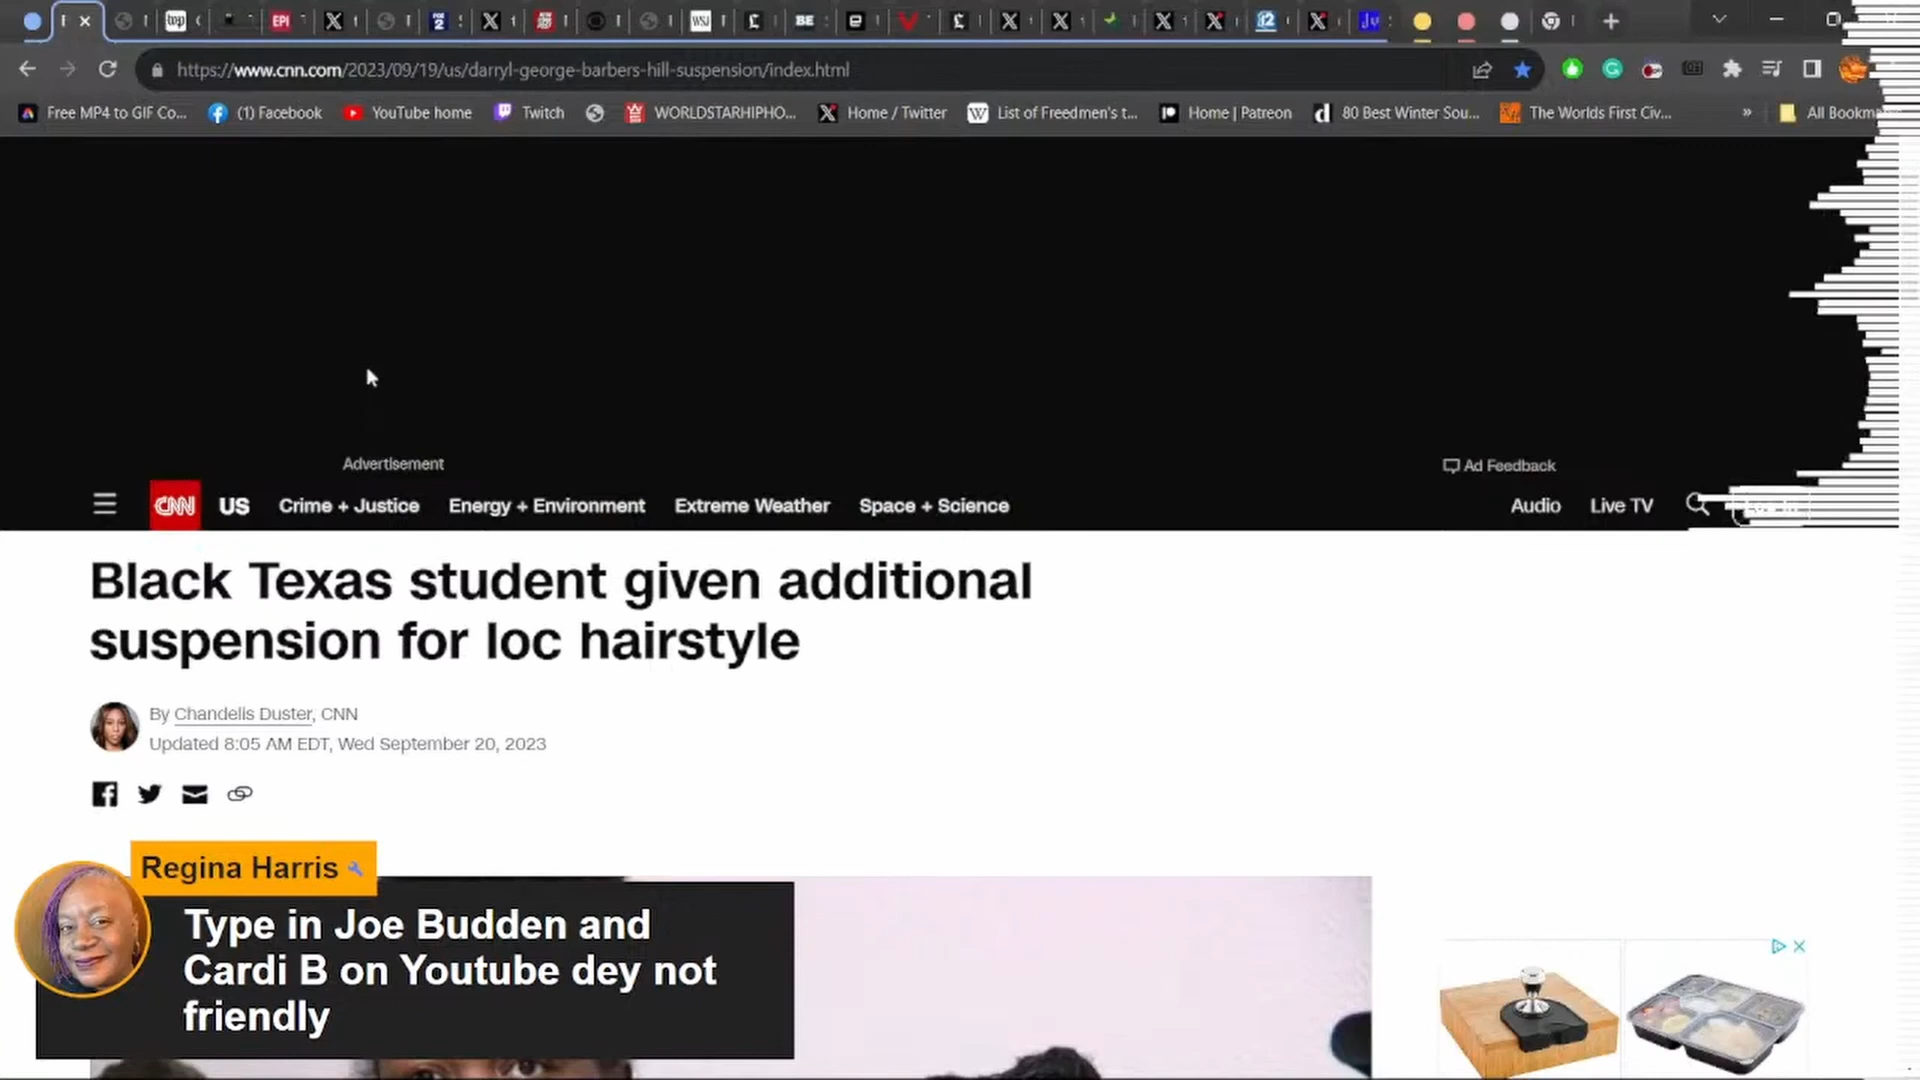 EPI
WSJ
BE
https://www.cnn.com/2023/09/19/us/darryl-george-barbers-hill-suspension/index.html
Free MP4 to GIF Co...
(1) Facebook
YouTube home
Twitch
WORLDSTARHIPHO...
Home / Twitter
List of Freedmen's t...
Home | Patreon
80 Best Winter Sou...
The Worlds First Civ...
»
All Bookm
Advertisement
Ad Feedback
CNN US Crime + Justice Energy + Environment Extreme Weather Space + Science Audio Live TV
Black Texas student given additional
suspension for loc hairstyle
By Chandelis Duster, CNN
Updated 8:05 AM EDT, Wed September 20, 2023
Regina Harris
Type in Joe Budden and
Cardi B on Youtube dey not
friendly